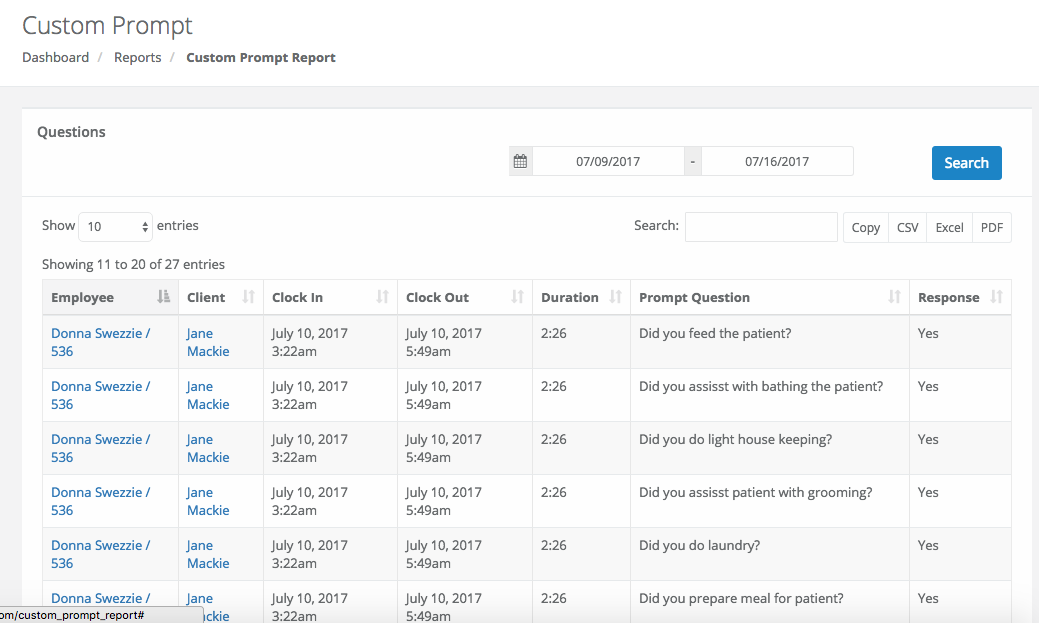 Custom Prompt
Dashboard / Reports / Custom Prompt Report
Questions
07/09/2017 - 07/16/2017 Search
Show 10 entries Search: Copy CSV Excel PDF
Showing 11 to 20 of 27 entries
Employee Client Clock In Clock Out Duration Prompt Question Response
Donna Swezzie / Jane July 10, 2017 July 10, 2017 2:26 Did you feed the patient? Yes
536 Mackie 3:22am 5:49am
Donna Swezzie / Jane July 10, 2017 July 10, 2017 2:26 Did you assisst with bathing the patient? Yes
536 Mackie 3:22am 5:49am
Donna Swezzie / Jane July 10, 2017 July 10, 2017 2:26 Did you do light house keeping? Yes
536 Mackie 3:22am 5:49am
Donna Swezzie / Jane July 10, 2017 July 10, 2017 2:26 Did you assisst patient with grooming? Yes
536 Mackie 3:22am 5:49am
Donna Swezzie / Jane July 10, 2017 July 10, 2017 2:26 Did you do laundry? Yes
536 Mackie 3:22am 5:49am
Donna Swezzie / Jane July 10, 2017 July 10, 2017 2:26 Did you prepare meal for patient? Yes
om/custom_prompt_report# ckie 3:22am 5:49am